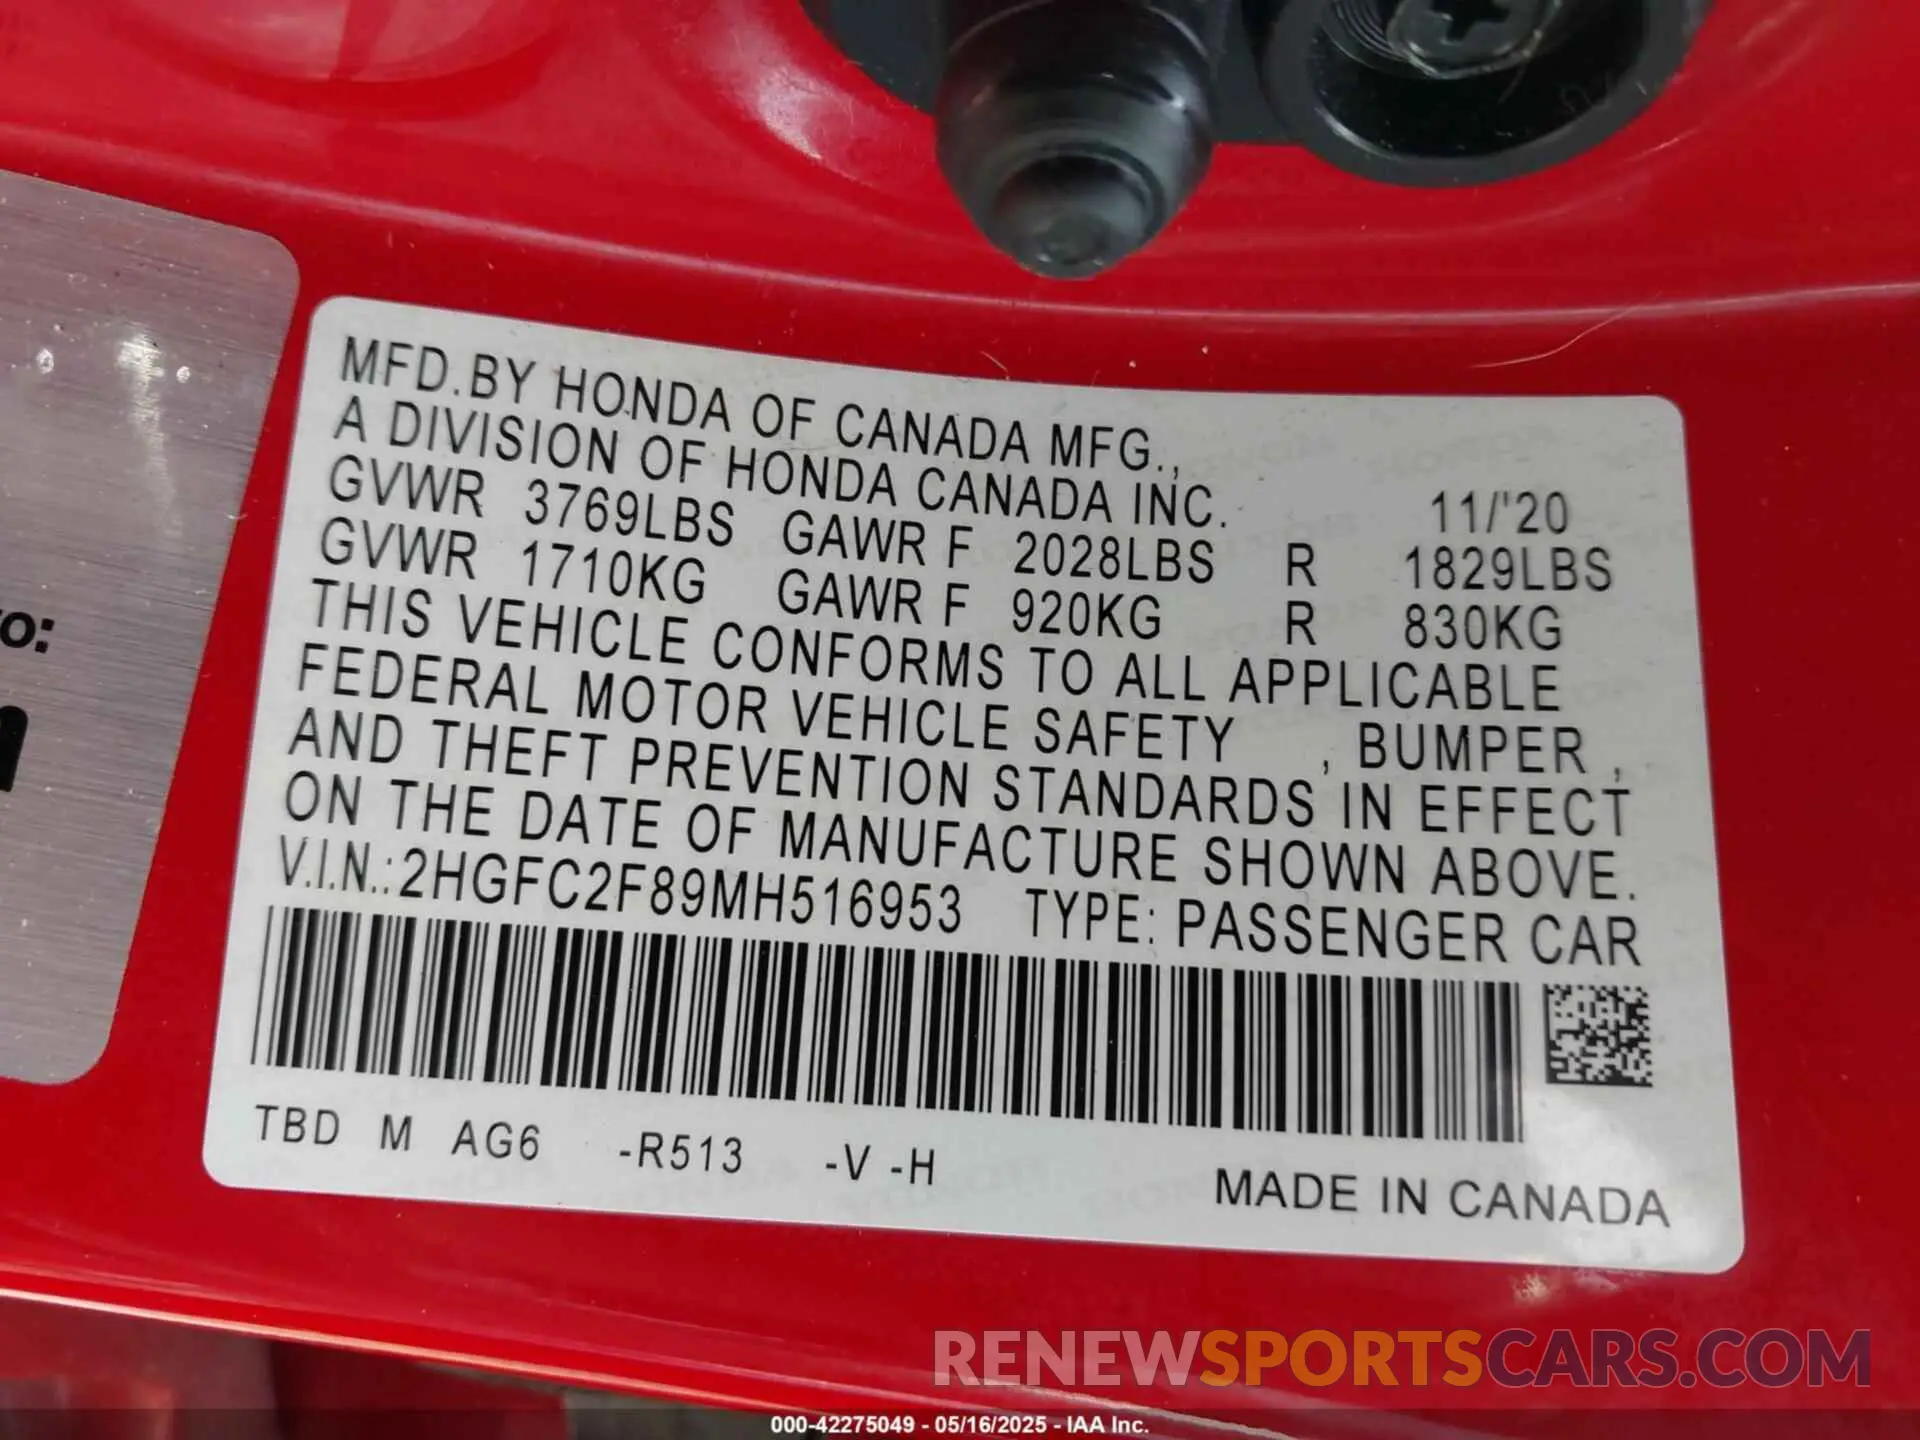 MFD.BY HONDA OF CANADA MFG.,
A DIVISION OF HONDA CANADA INC. 11/'20
GVWR 3769LBS GAWR F 2028LBS R 1829LBS
GVWR 1710KG GAWR F 920KG R 830KG
THIS VEHICLE CONFORMS TO ALL APPLICABLE
FEDERAL MOTOR VEHICLE SAFETY , BUMPER ,
AND THEFT PREVENTION STANDARDS IN EFFECT
ON THE DATE OF MANUFACTURE SHOWN ABOVE.
V.I.N.:2HGFC2F89MH516953 TYPE: PASSENGER CAR
TBD M AG6 -R513 -V -H
MADE IN CANADA
RENEWSPORTSCARS.COM
000-42275049 - 05/16/2025 - IAA Inc.